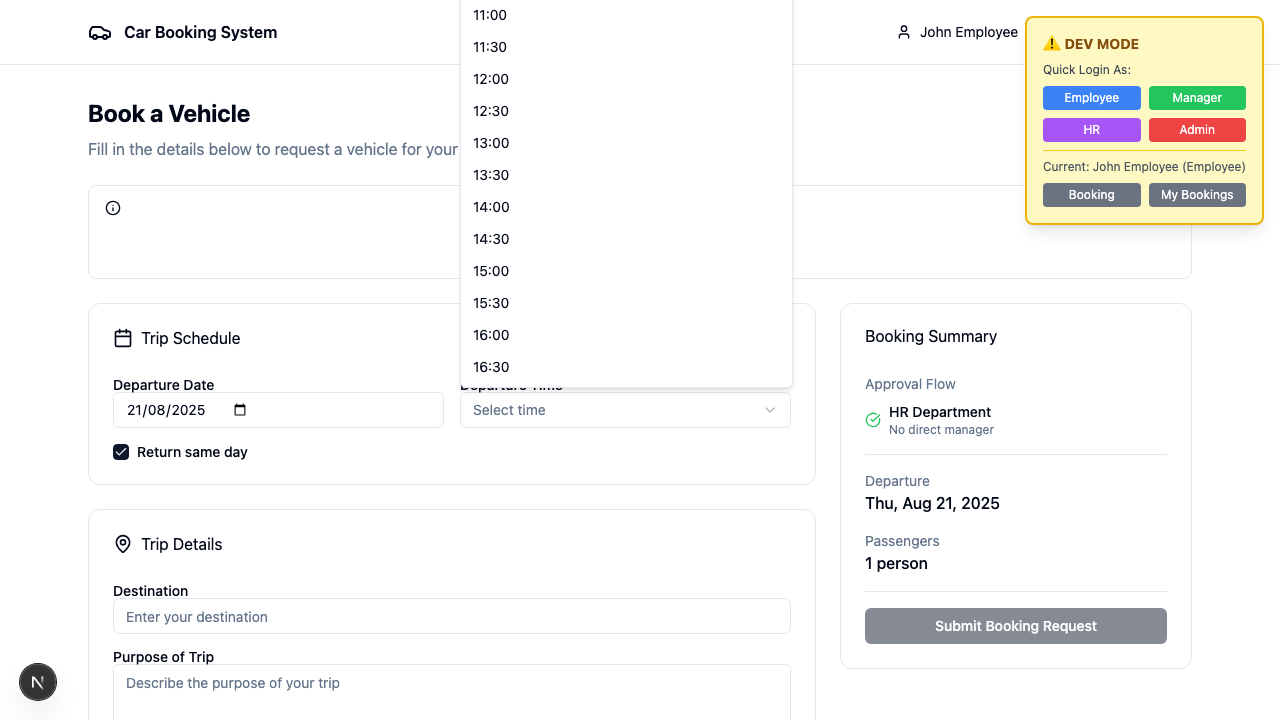 Car Booking System
John Employee
DEV MODE
Quick Login As:
Employee
Manager
HR
Admin
Current: John Employee (Employee)
Booking
My Bookings
Book a Vehicle
Fill in the details below to request a vehicle for your
11:00
11:30
12:00
12:30
13:00
13:30
14:00
14:30
15:00
15:30
16:00
16:30
Trip Schedule
Departure Date
Departure Time
21/08/2025
Select time
Return same day
Trip Details
Destination
Enter your destination
Purpose of Trip
Describe the purpose of your trip
Booking Summary
Approval Flow
HR Department
No direct manager
Departure
Thu, Aug 21, 2025
Passengers
1 person
Submit Booking Request
N